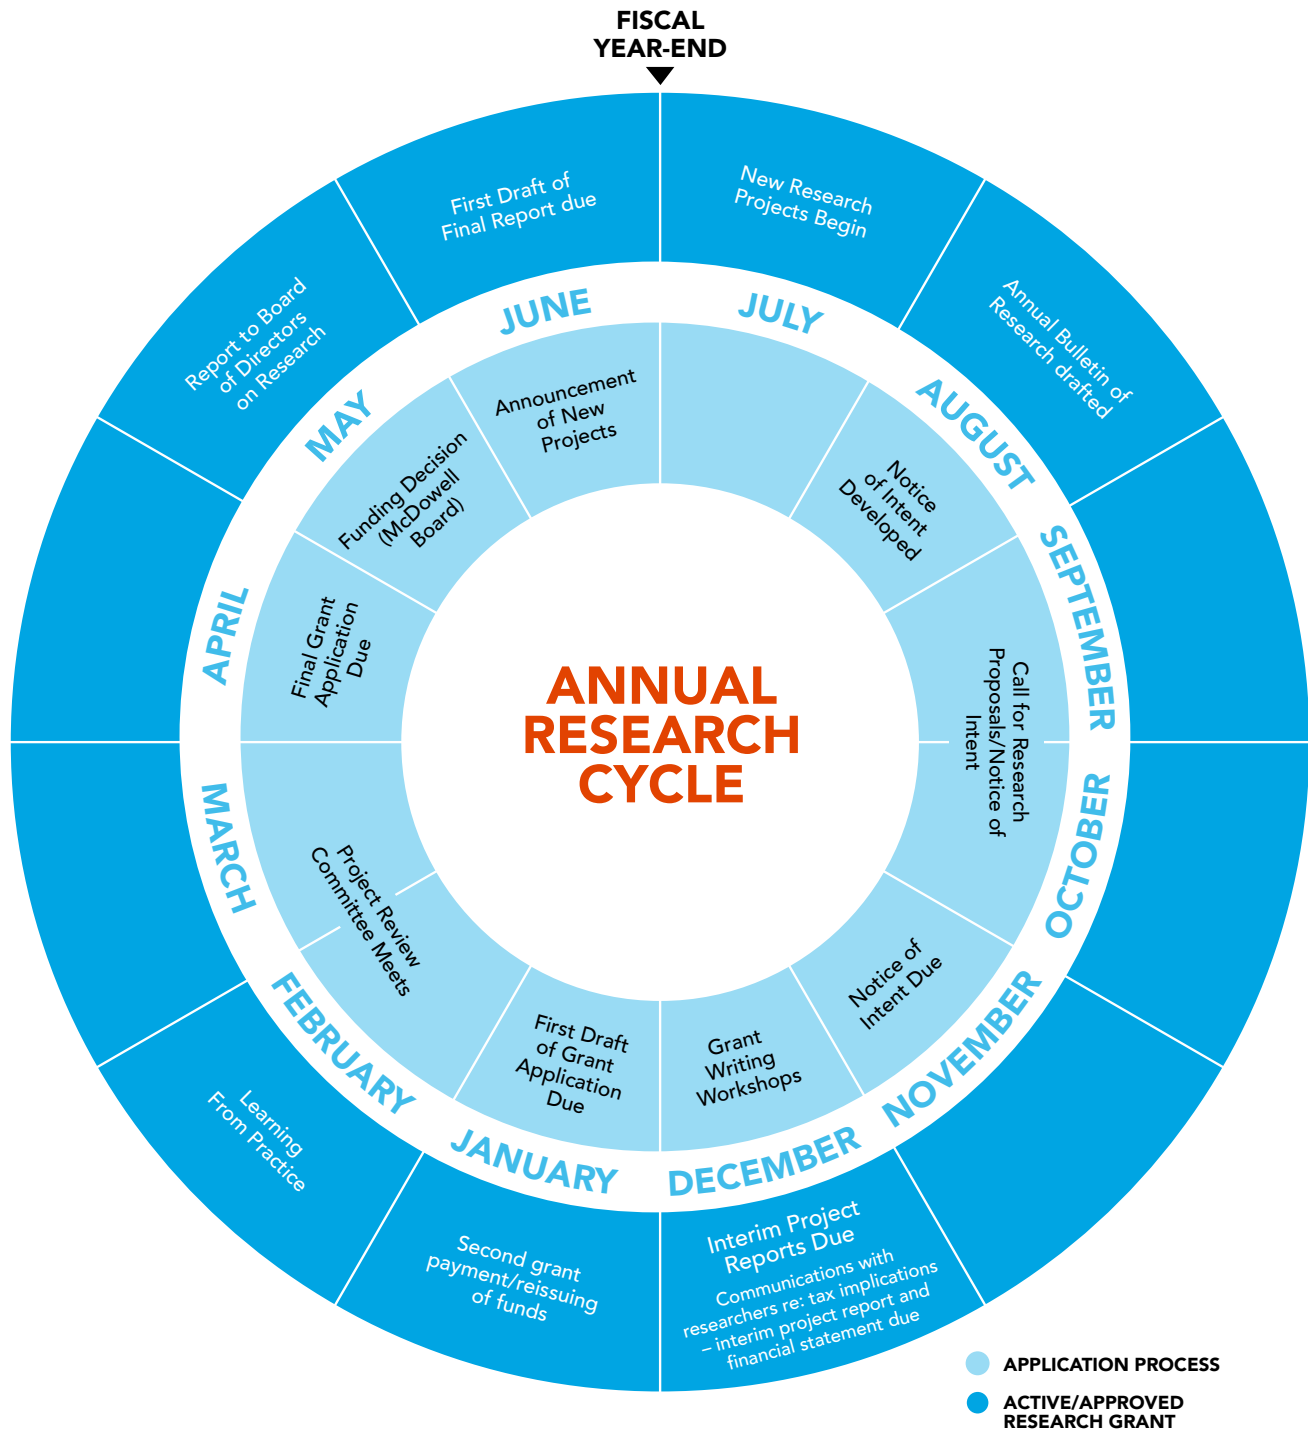 FISCAL
YEAR-END
New Research
Projects Begin
Annual Bulletin of
Research drafted
Interim Project
Reports Due
Communications with
researchers re: tax implications
– interim project report and
financial statement due
Second grant
payment/reissuing
of funds
Learning
From Practice
Report to Board
of Directors
on Research
First Draft of
Final Report due
JULY
AUGUST
SEPTEMBER
OCTOBER
NOVEMBER
DECEMBER
JANUARY
FEBRUARY
MARCH
APRIL
MAY
JUNE
Notice
of Intent
Developed
Call for Research
Proposals/Notice of
Intent
Notice of
Intent Due
Grant
Writing
Workshops
First Draft
of Grant
Application
Due
Project Review
Committee Meets
Final Grant
Application
Due
Funding Decision
(McDowell
Board)
Announcement
of New
Projects
ANNUAL
RESEARCH
CYCLE
APPLICATION PROCESS
ACTIVE/APPROVED
RESEARCH GRANT